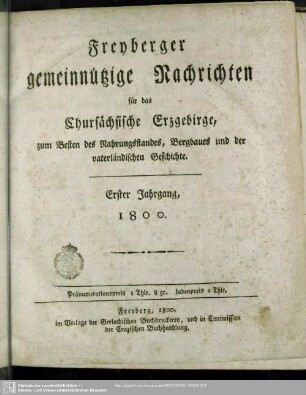 Freyberger
gemeinnützige Nachrichten
für das
Chursächsische Erzgebirge,
zum Besten des Nahrungsstandes, Bergbaues und der
vaterländischen Geschichte.
Erster Jahrgang,
1800.
Pränumerationspreis 1 Thlr. 8 gr. Ladenpreis 2 Thlr.
Freyberg, 1800.
im Verlage der Gerlachischen Buchdruckerey, und in Commission
der Crazischen Buchhandlung.